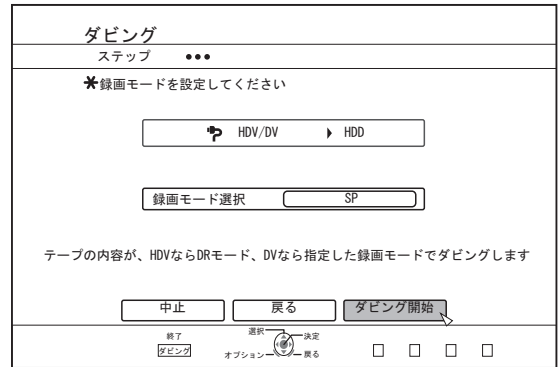 ダビング
ステップ •••
*録画モードを設定してください
HDV/DV ▶ HDD
録画モード選択 SP
テープの内容が、HDVならDRモード、DVなら指定した録画モードでダビングします
中止 戻る ダビング開始
終了 選択 決定
ダビング オプション 戻る